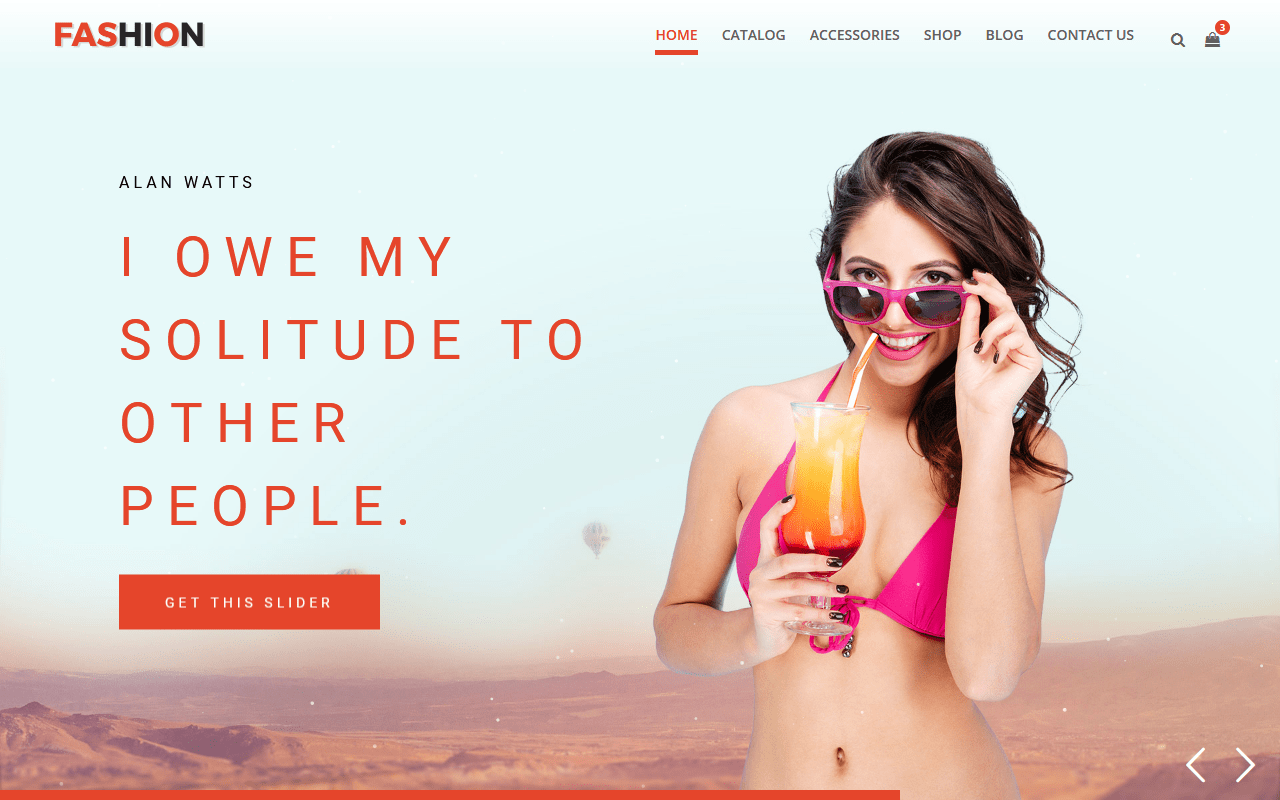 FASHION
HOME CATALOG ACCESSORIES SHOP BLOG CONTACT US
3
ALAN WATTS
I OWE MY
SOLITUDE TO
OTHER
PEOPLE.
GET THIS SLIDER